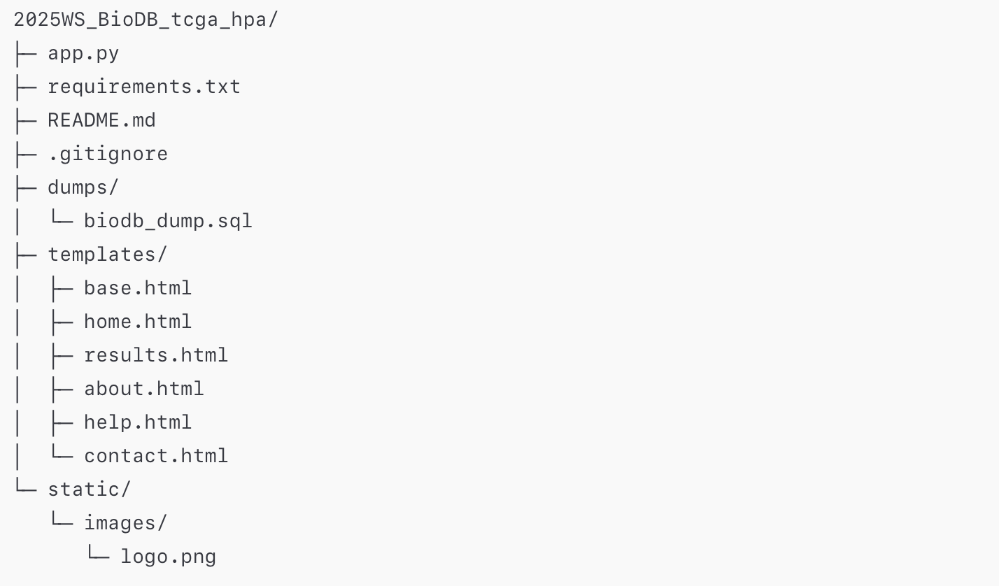 2025WS_BioDB_tcga_hpa/
├─ app.py
├─ requirements.txt
├─ README.md
├─ .gitignore
├─ dumps/
│  └─ biodb_dump.sql
├─ templates/
│  ├─ base.html
│  ├─ home.html
│  ├─ results.html
│  ├─ about.html
│  ├─ help.html
│  └─ contact.html
└─ static/
   └─ images/
      └─ logo.png